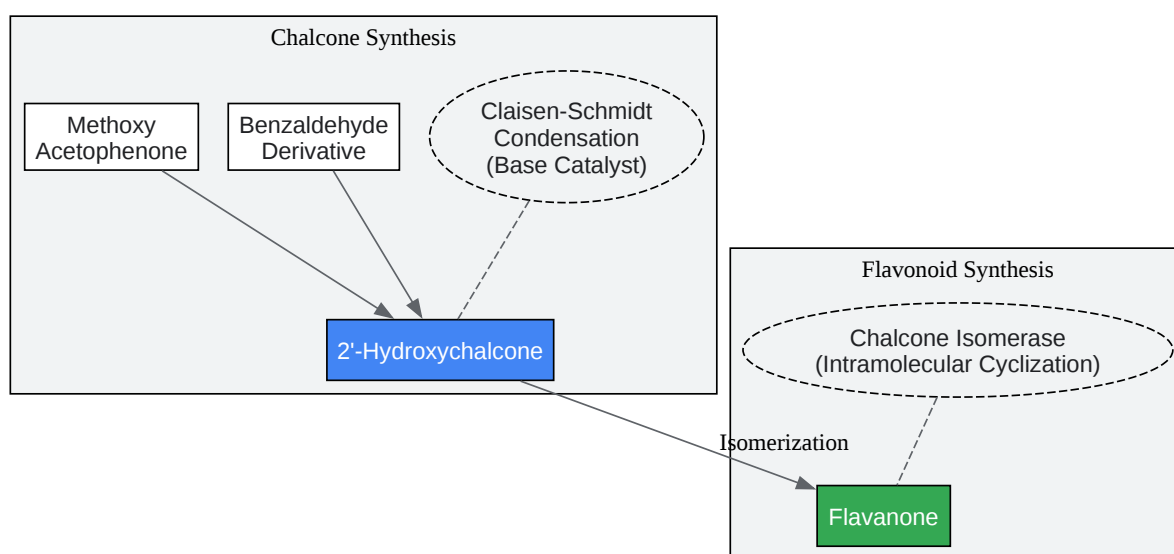 Chalcone Synthesis
Methoxy
Acetophenone
Benzaldehyde
Derivative
Claisen-Schmidt
Condensation
(Base Catalyst)
2'-Hydroxychalcone
Flavonoid Synthesis
Chalcone Isomerase
(Intramolecular Cyclization)
Isomerization
Flavanone